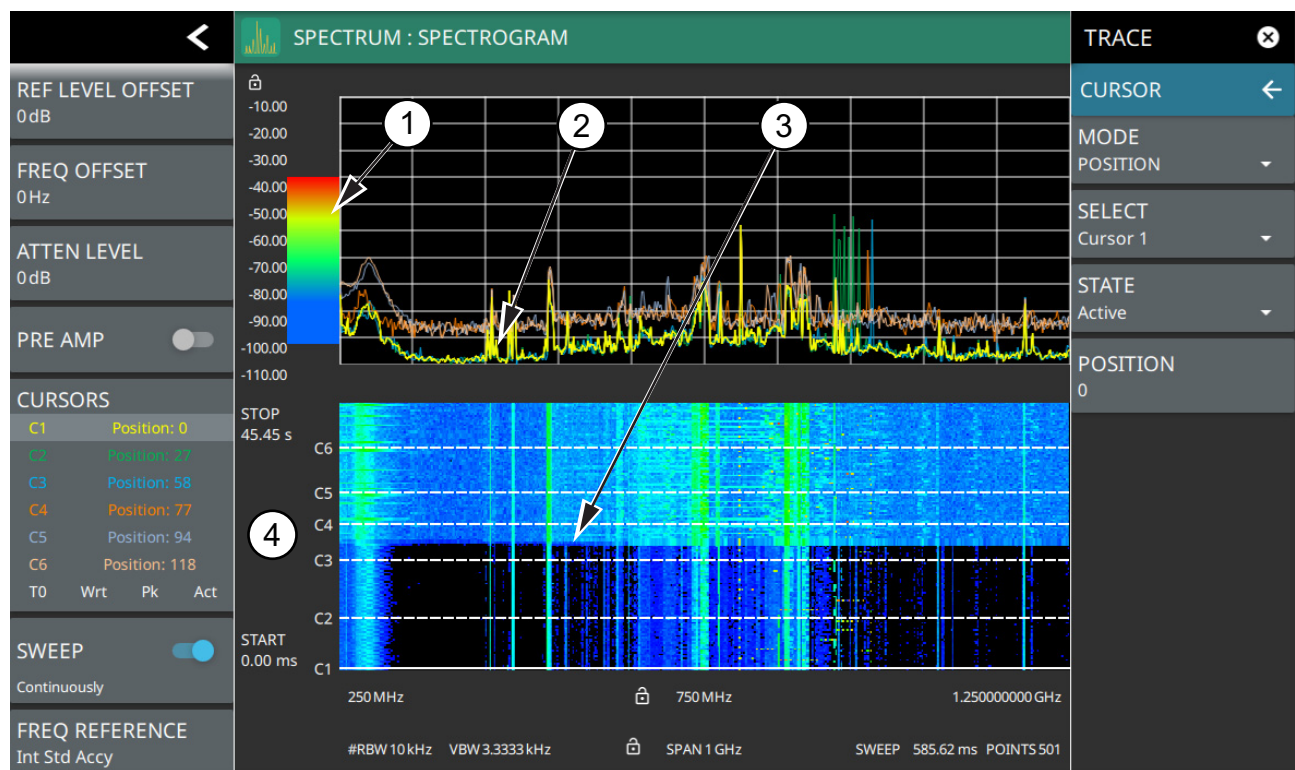 SPECTRUM : SPECTROGRAM
REF LEVEL OFFSET
0 dB
FREQ OFFSET
0 Hz
ATTEN LEVEL
0 dB
PRE AMP
CURSORS
C1 Position: 0
C2 Position: 27
C3 Position: 58
C4 Position: 77
C5 Position: 94
C6 Position: 118
T0 Wrt Pk Act
SWEEP
Continuously
FREQ REFERENCE
Int Std Accy
-10.00
-20.00
-30.00
-40.00
-50.00
-60.00
-70.00
-80.00
-90.00
-100.00
-110.00
1
2
3
STOP
45.45 s
C6
C5
C4
4
C3
C2
START
0.00 ms
C1
250 MHz 750 MHz 1.250000000 GHz
#RBW 10 kHz VBW 3.3333 kHz SPAN 1 GHz SWEEP 585.62 ms POINTS 501
TRACE
CURSOR
MODE
POSITION
SELECT
Cursor 1
STATE
Active
POSITION
0